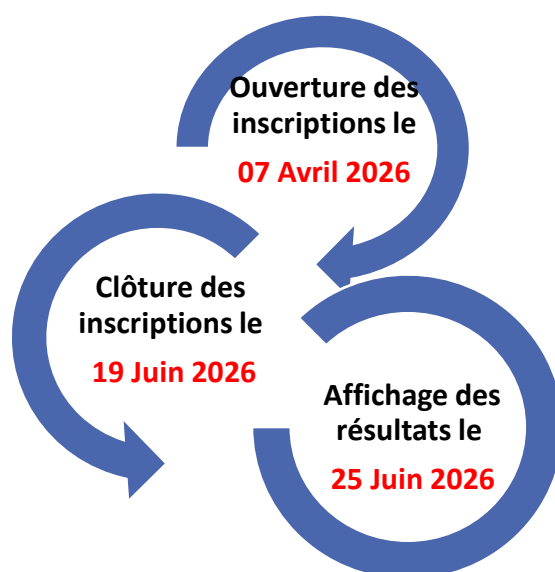 Ouverture des
inscriptions le
07 Avril 2026
Clôture des
inscriptions le
19 Juin 2026
Affichage des
résultats le
25 Juin 2026